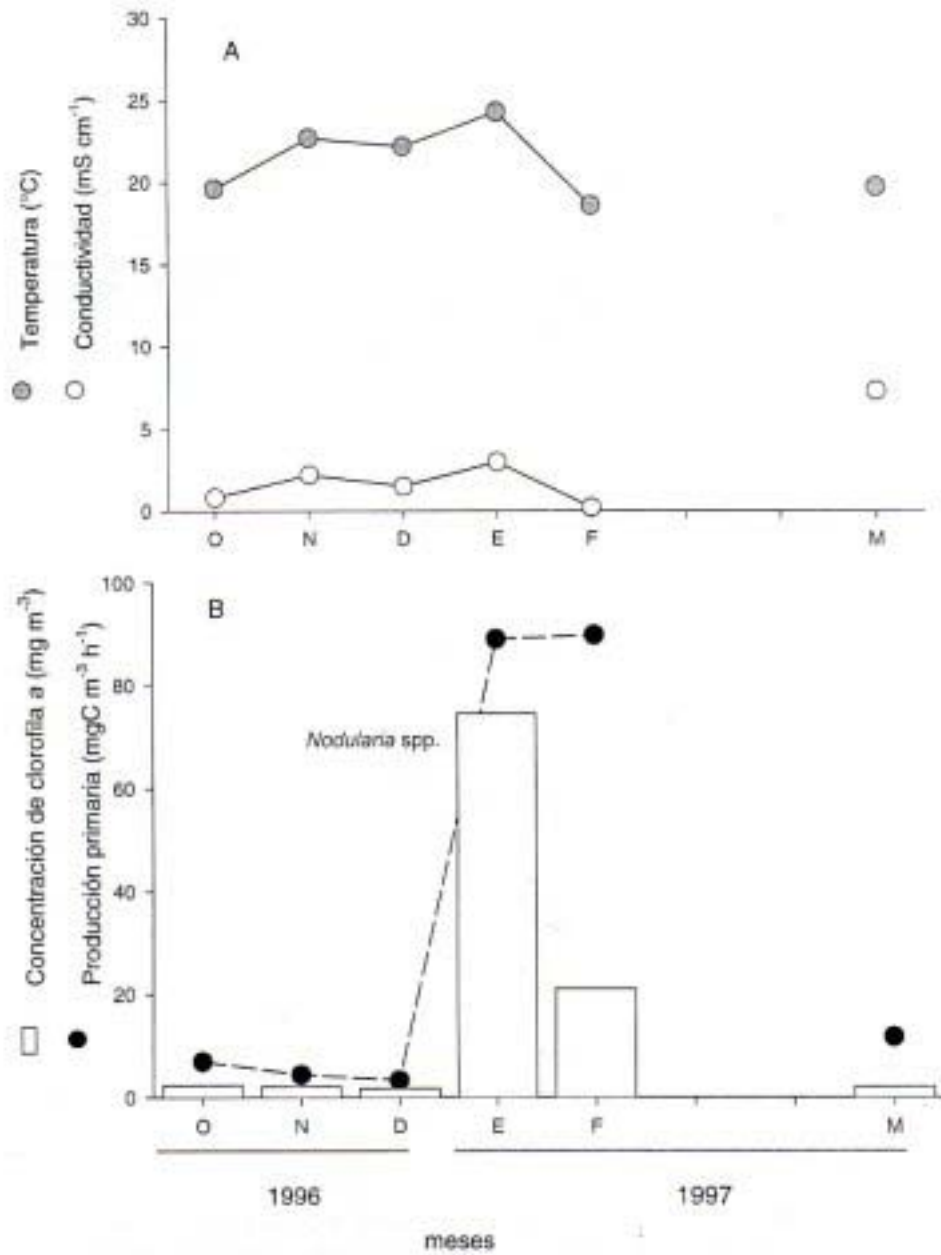 A
30
25
20
15
10
5
0
Temperatura (°C)
Conductividad (mS cm⁻¹)
O N D E F M
B
100
80
60
40
20
0
Concentración de clorofila a (mg m⁻³)
Producción primaria (mgC m⁻³ h⁻¹)
Nodularia spp.
O N D E F M
1996 1997
meses